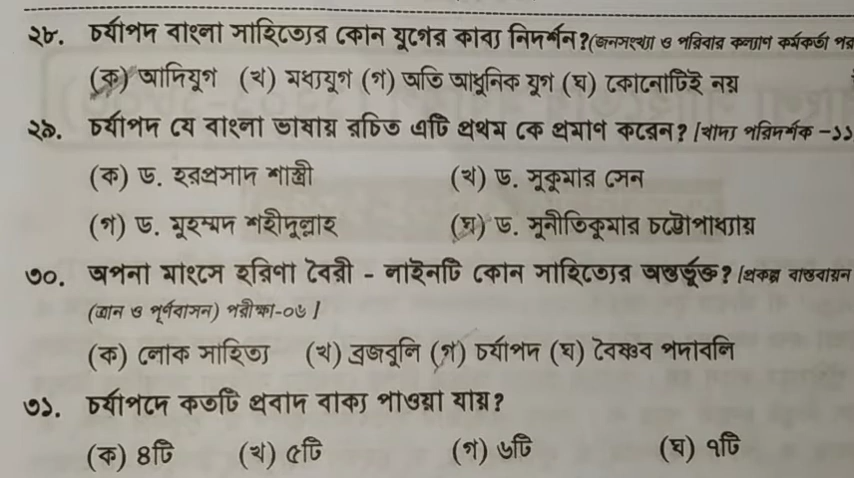 ২৮. চর্যাপদ বাংলা সাহিত্যের কোন যুগের কাব্য নিদর্শন? (জনসংখ্যা ও পরিবার কল্যাণ কর্মকর্তা
(ক) আদিযুগ (খ) মধ্যযুগ (গ) অতি আধুনিক যুগ (ঘ) কোনোটিই নয়
২৯. চর্যাপদ যে বাংলা ভাষায় রচিত এটি প্রথম কে প্রমাণ করেন? [খাদ্য পরিদর্শক -১১
(ক) ড. হরপ্রসাদ শাস্ত্রী (খ) ড. সুকুমার সেন
(গ) ড. মুহম্মদ শহীদুল্লাহ (ঘ) ড. সুনীতিকুমার চট্টোপাধ্যায়
৩০. অপনা মাংসে হরিণা বৈরী - লাইনটি কোন সাহিত্যের অন্তর্ভুক্ত? [প্রকল্প বাস্তবায়ন
(ত্রান ও পূর্ণবাসন) পরীক্ষা-০৬]
(ক) লোক সাহিত্য (খ) ব্রজবুলি (গ) চর্যাপদ (ঘ) বৈষ্ণব পদাবলি
৩১. চর্যাপদে কতটি প্রবাদ বাক্য পাওয়া যায়?
(ক) ৪টি (খ) ৫টি (গ) ৬টি (ঘ) ৭টি